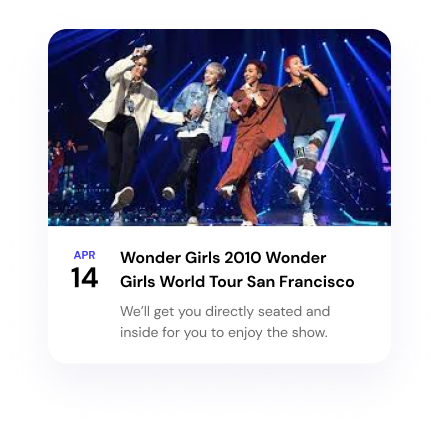 APR
14
Wonder Girls 2010 Wonder
Girls World Tour San Francisco
We'll get you directly seated and
inside for you to enjoy the show.